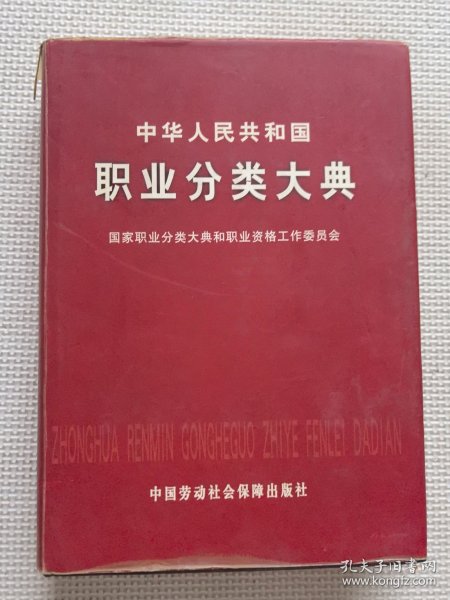 中华人民共和国
职业分类大典
国家职业分类大典和职业资格工作委员会
ZHONGHUA RENMIN GONGHEGUO ZHIYE FENLEI DADIAN
中国劳动社会保障出版社
孔夫子旧书网
www.kongfz.com